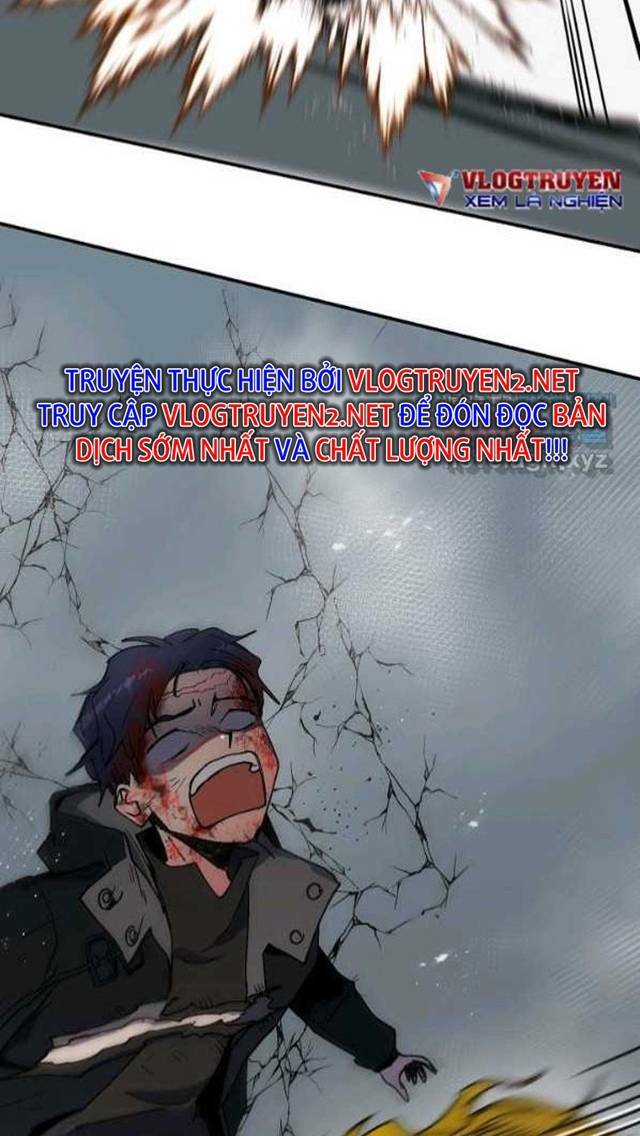 VLOGTRUYEN
XEM LÀ NGHIỆN
TRUYỆN THỰC HIỆN BỞI VLOGTRUYEN2.NET
TRUY CẬP VLOGTRUYEN2.NET ĐỂ ĐÓN ĐỌC BẢN
DỊCH SỚM NHẤT VÀ CHẤT LƯỢNG NHẤT!!!